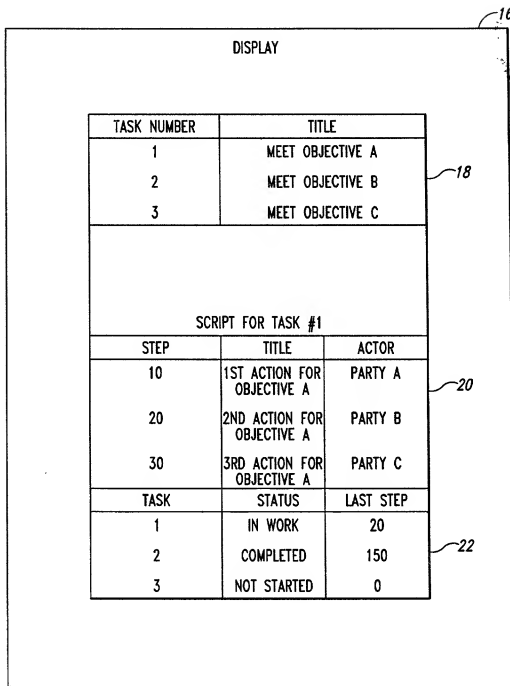 16
DISPLAY
TASK NUMBER TITLE
1 MEET OBJECTIVE A
2 MEET OBJECTIVE B
18
3 MEET OBJECTIVE C
SCRIPT FOR TASK #1
STEP TITLE ACTOR
10 1ST ACTION FOR PARTY A
OBJECTIVE A
20
20 2ND ACTION FOR PARTY B
OBJECTIVE A
30 3RD ACTION FOR PARTY C
OBJECTIVE A
TASK STATUS LAST STEP
1 IN WORK 20
2 COMPLETED 150
22
3 NOT STARTED 0